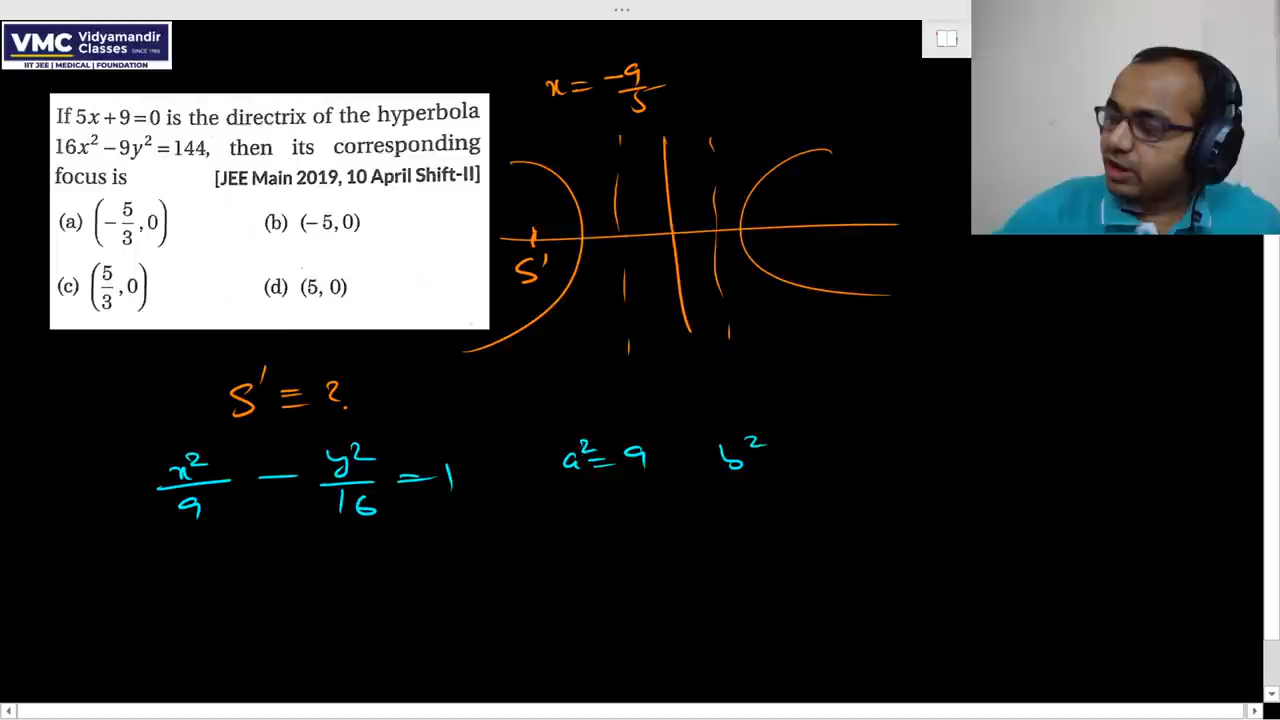 VMC Vidyamandir Classes SINCE 1986
IIT JEE | MEDICAL | FOUNDATION
x = -9/5
If 5x + 9 = 0 is the directrix of the hyperbola
16x² - 9y² = 144, then its corresponding
focus is [JEE Main 2019, 10 April Shift-II]
(a) (-5/3, 0) (b) (-5, 0)
(c) (5/3, 0) (d) (5, 0)
S'
S' ≡ ?
x²/9 - y²/16 = 1 a² = 9 b²